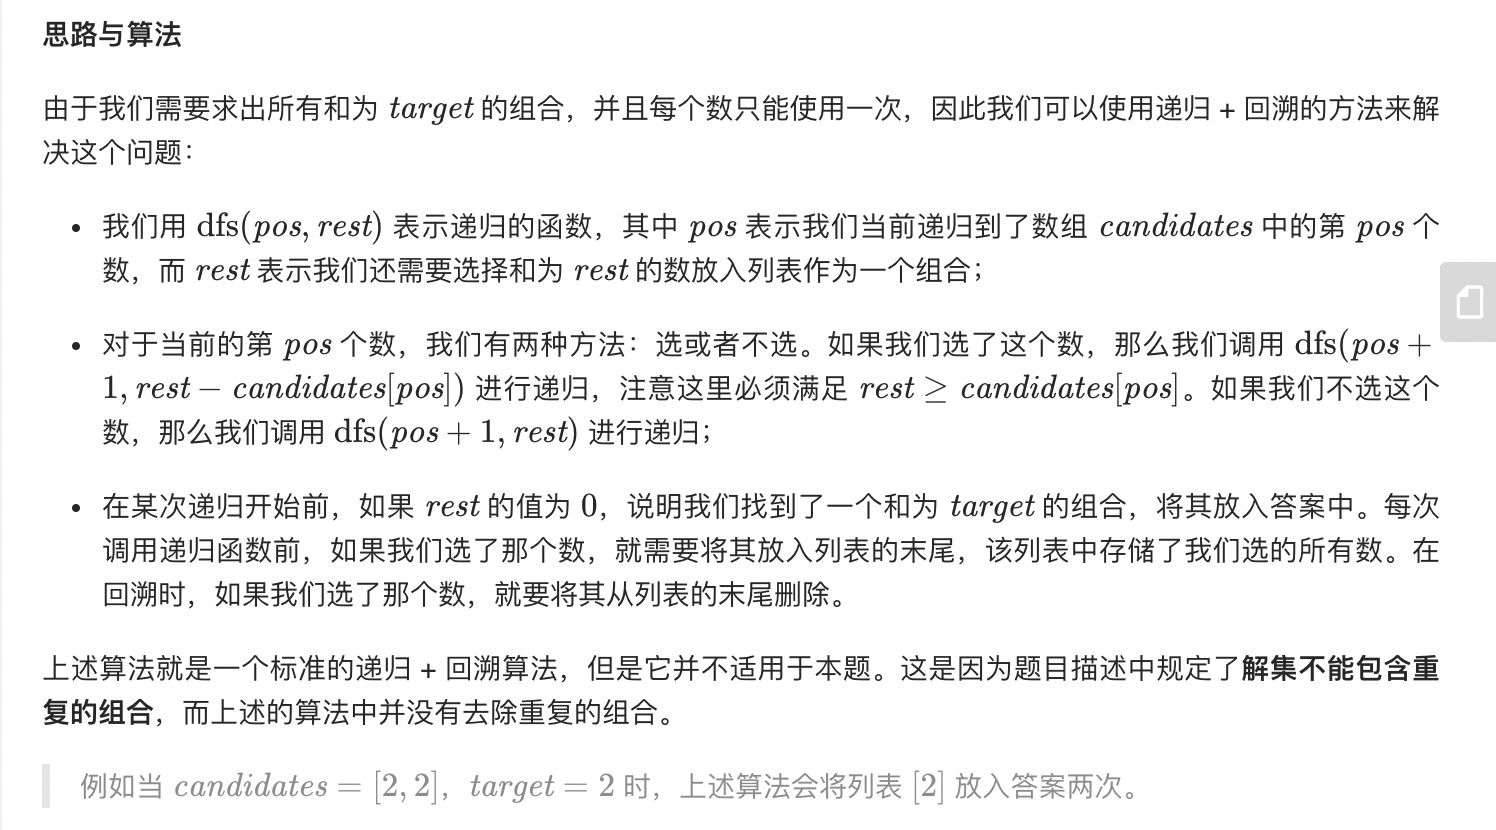 思路与算法
由于我们需要求出所有和为 target 的组合，并且每个数只能使用一次，因此我们可以使用递归 + 回溯的方法来解
决这个问题：
• 我们用 dfs(pos, rest) 表示递归的函数，其中 pos 表示我们当前递归到了数组 candidates 中的第 pos 个
数，而 rest 表示我们还需要选择和为 rest 的数放入列表作为一个组合；
• 对于当前的第 pos 个数，我们有两种方法：选或者不选。如果我们选了这个数，那么我们调用 dfs(pos +
1, rest − candidates[pos]) 进行递归，注意这里必须满足 rest ≥ candidates[pos]。如果我们不选这个
数，那么我们调用 dfs(pos + 1, rest) 进行递归；
• 在某次递归开始前，如果 rest 的值为 0，说明我们找到了一个和为 target 的组合，将其放入答案中。每次
调用递归函数前，如果我们选了那个数，就需要将其放入列表的末尾，该列表中存储了我们选的所有数。在
回溯时，如果我们选了那个数，就要将其从列表的末尾删除。
上述算法就是一个标准的递归 + 回溯算法，但是它并不适用于本题。这是因为题目描述中规定了解集不能包含重
复的组合，而上述的算法中并没有去除重复的组合。
例如当 candidates = [2, 2]，target = 2 时，上述算法会将列表 [2] 放入答案两次。